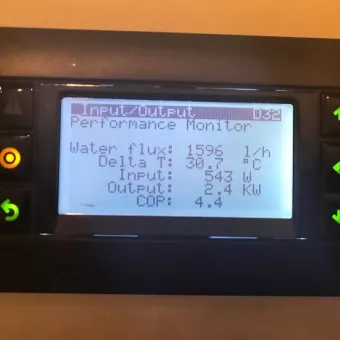 Input/Output D32
Performance Monitor
Water flux: 1596 l/h
Delta T: 30.7 °C
Input: 543 W
Output: 2.4 KW
COP: 4.4